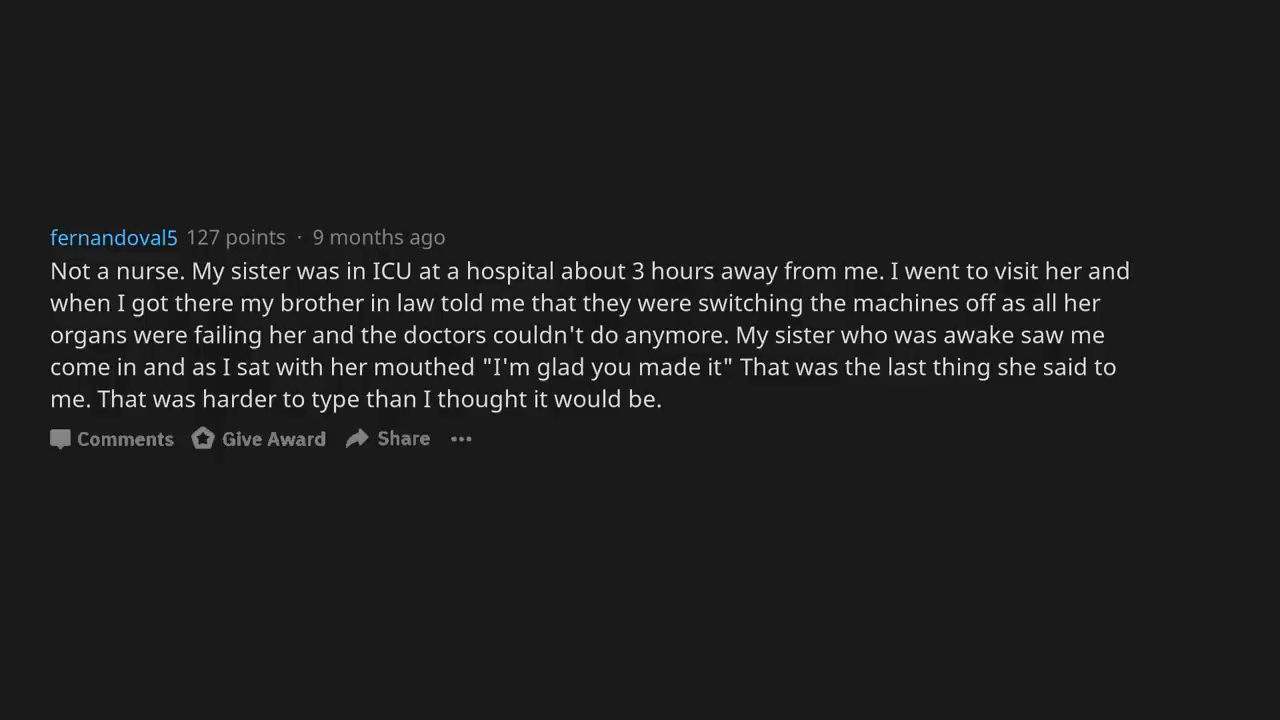 fernandoval5 127 points · 9 months ago
Not a nurse. My sister was in ICU at a hospital about 3 hours away from me. I went to visit her and
when I got there my brother in law told me that they were switching the machines off as all her
organs were failing her and the doctors couldn't do anymore. My sister who was awake saw me
come in and as I sat with her mouthed "I'm glad you made it" That was the last thing she said to
me. That was harder to type than I thought it would be.
Comments Give Award Share ···